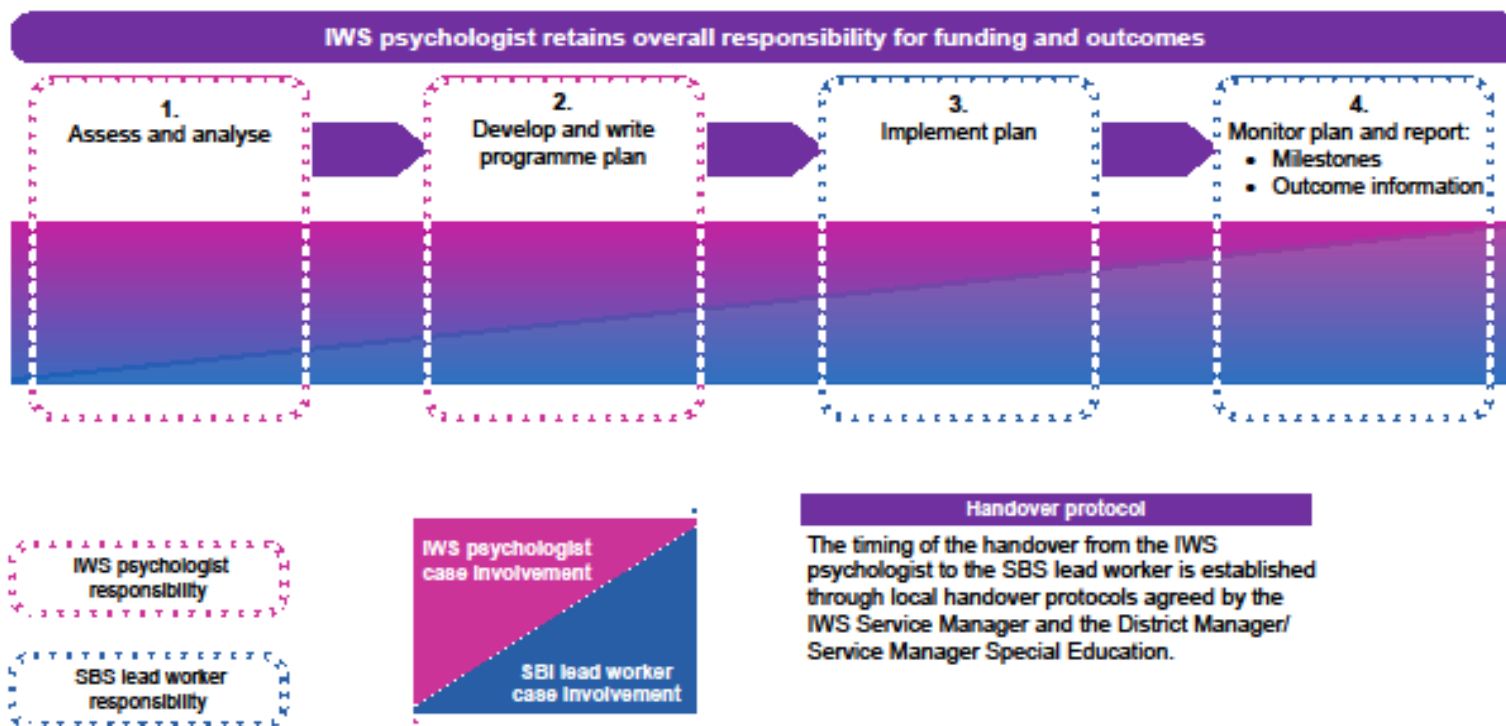 IWS psychologist retains overall responsibility for funding and outcomes
1.
Assess and analyse
2.
Develop and write
programme plan
3.
Implement plan
4.
Monitor plan and report:
• Milestones
• Outcome information
IWS psychologist
responsibility
SBS lead worker
responsibility
IWS psychologist
case involvement
SBI lead worker
case involvement
Handover protocol
The timing of the handover from the IWS
psychologist to the SBS lead worker is established
through local handover protocols agreed by the
IWS Service Manager and the District Manager/
Service Manager Special Education.